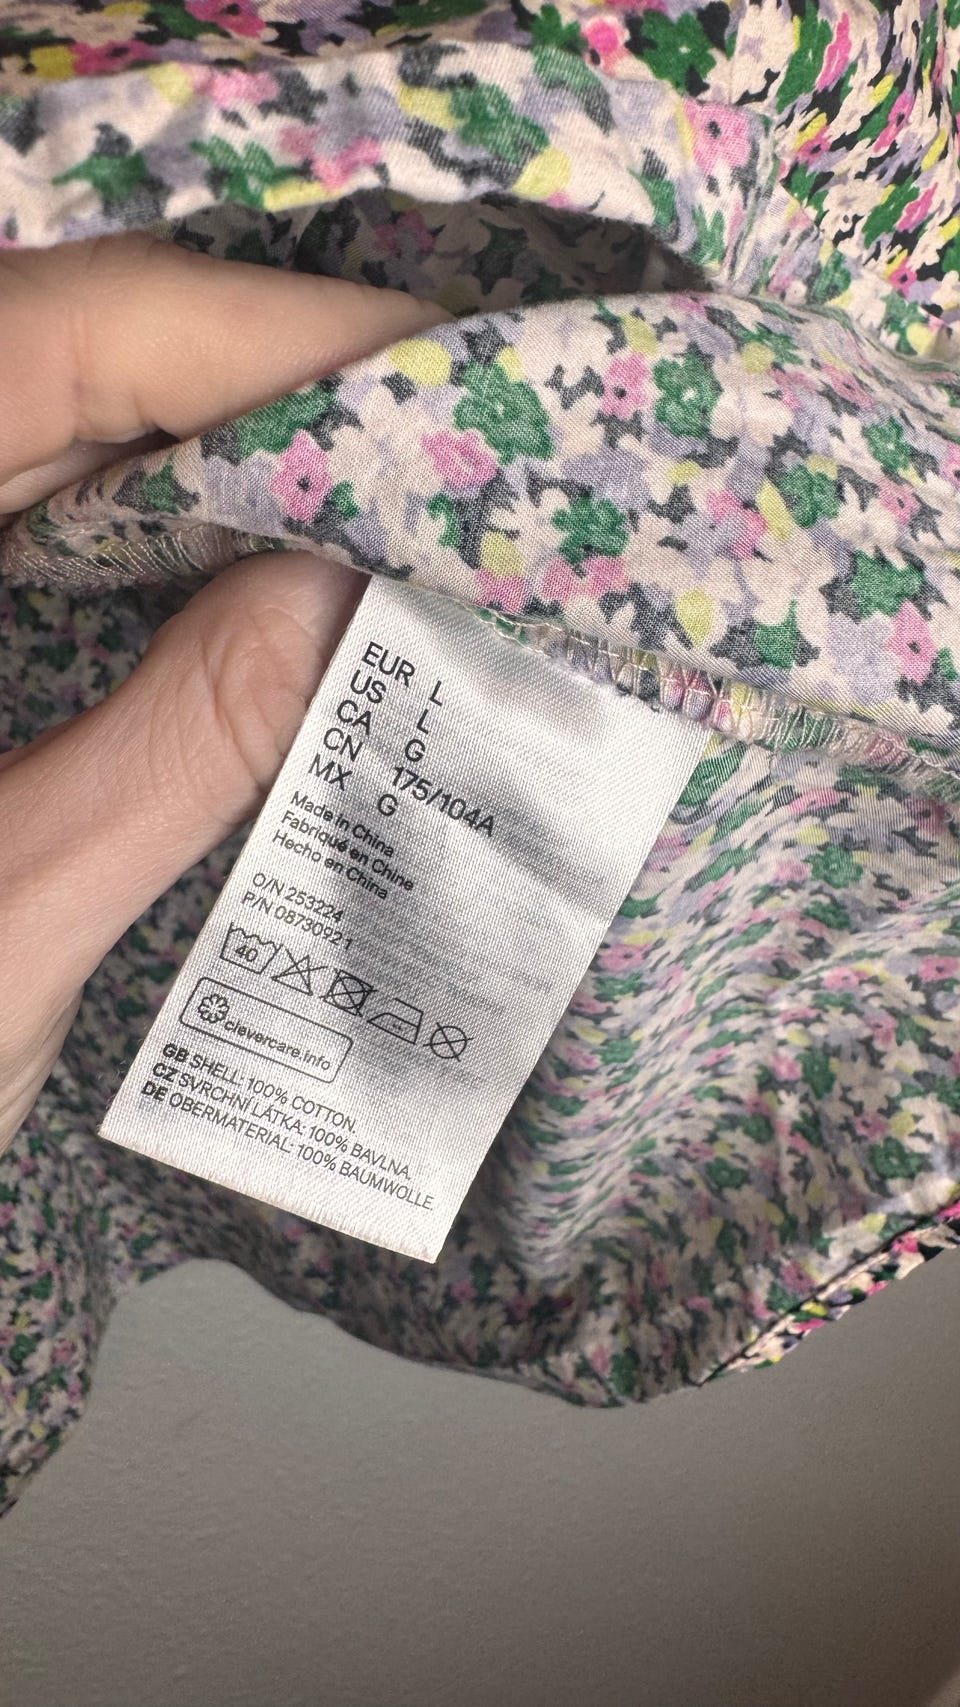 EUR L
US L
CA G
CN 175/104A
MX G
Made in China
Fabriqué en Chine
Hecho en China
O/N 253224
P/N 08730921
40
clevercare.info
GB SHELL: 100% COTTON.
CZ SVRCHNÍ LÁTKA: 100% BAVLNA.
DE OBERMATERIAL: 100% BAUMWOLLE.